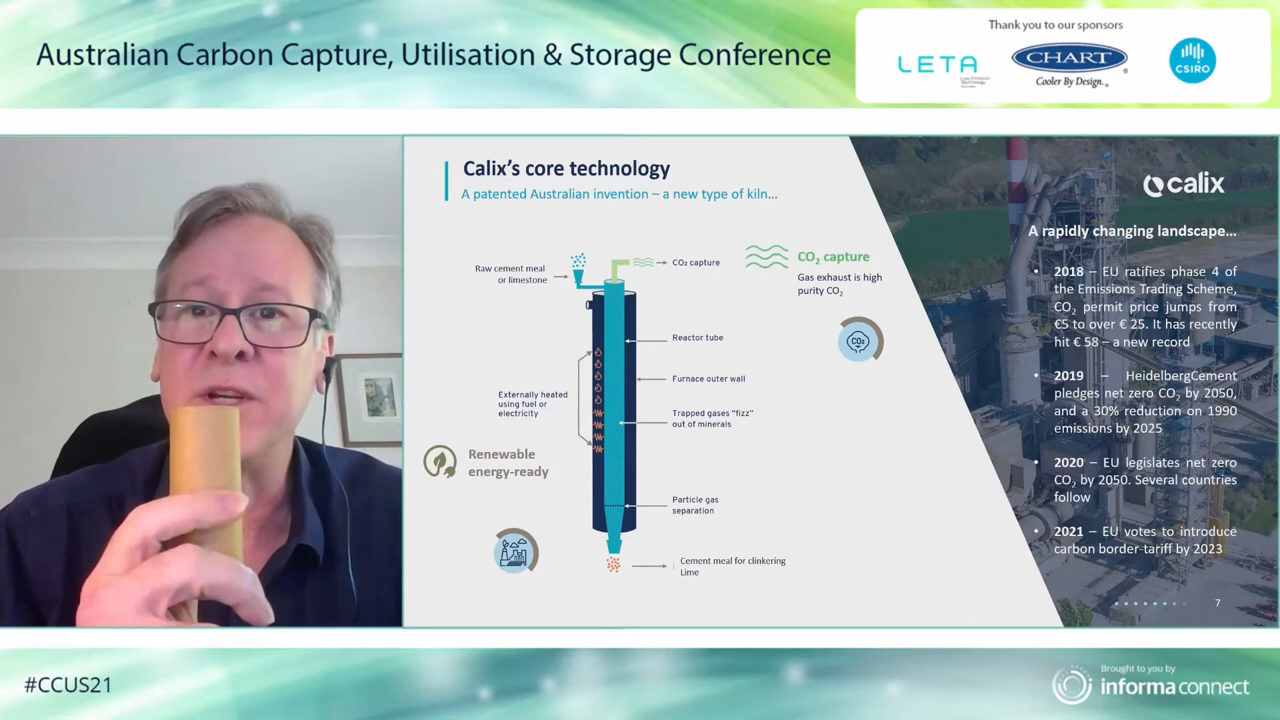 Australian Carbon Capture, Utilisation & Storage Conference
Thank you to our sponsors
LETA
CHART
Cooler By Design.
CSIRO
Calix's core technology
A patented Australian invention – a new type of kiln...
Raw cement meal
or limestone
CO₂ capture
CO₂ capture
Gas exhaust is high
purity CO₂
CO₂
Reactor tube
Furnace outer wall
Externally heated
using fuel or
electricity
Trapped gases "fizz"
out of minerals
Renewable
energy-ready
Particle gas
separation
Cement meal for clinkering
Lime
calix
A rapidly changing landscape...
• 2018 – EU ratifies phase 4 of
the Emissions Trading Scheme,
CO₂ permit price jumps from
€5 to over € 25. It has recently
hit € 58 – a new record
• 2019 – HeidelbergCement
pledges net zero CO₂ by 2050,
and a 30% reduction on 1990
emissions by 2025
• 2020 – EU legislates net zero
CO₂ by 2050. Several countries
follow
• 2021 – EU votes to introduce
carbon border-tariff by 2023
7
#CCUS21
Brought to you by
informa connect